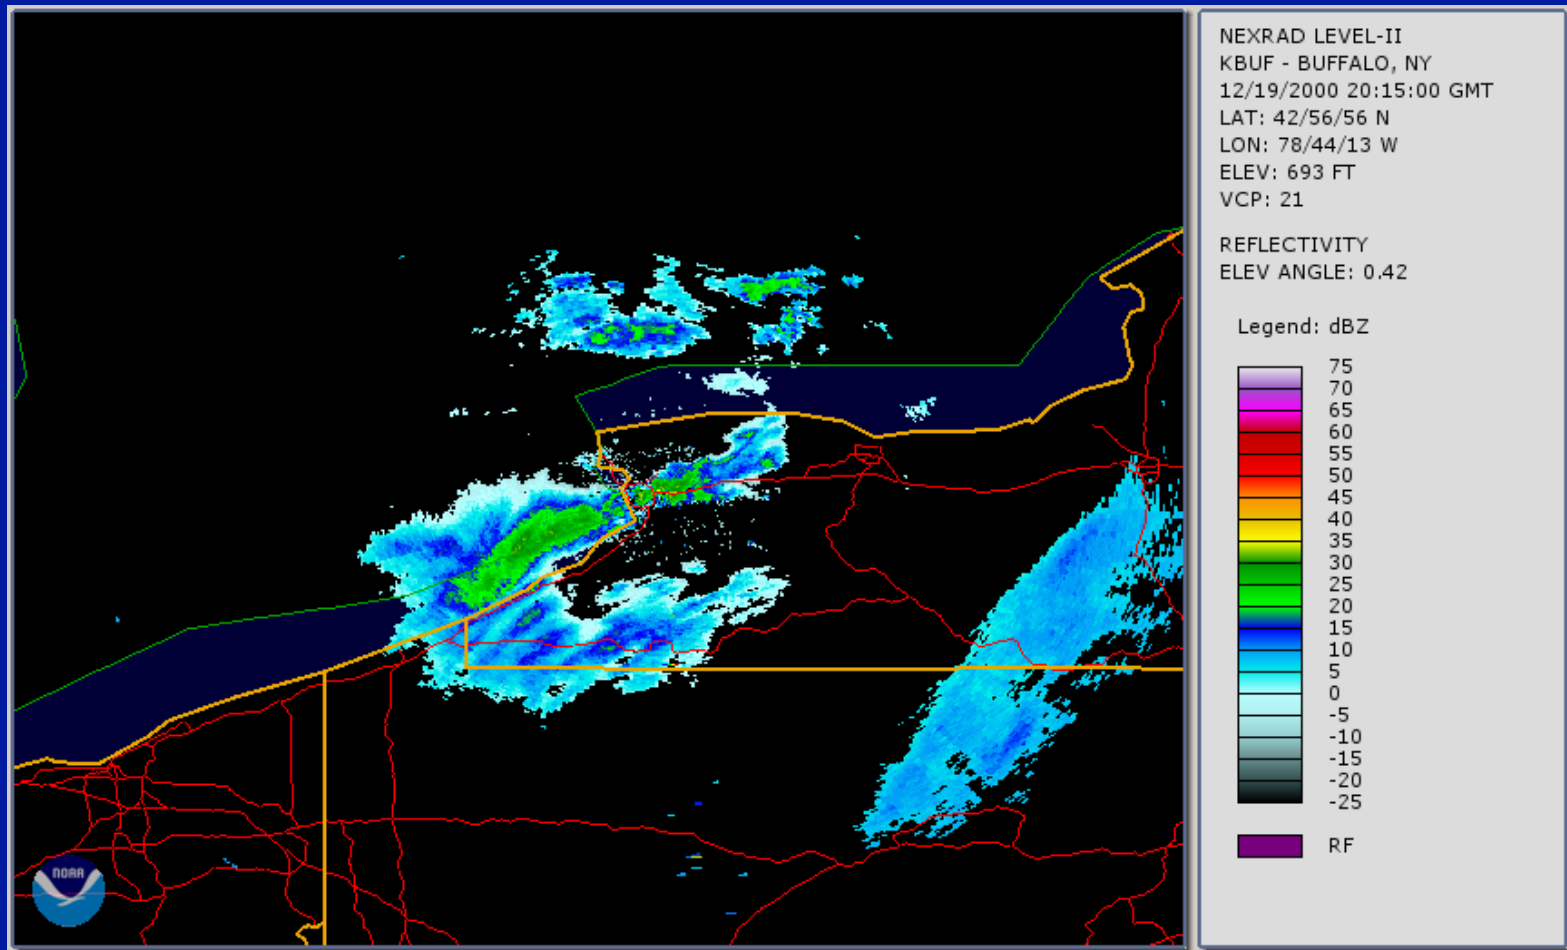 NEXRAD LEVEL-II
KBUF - BUFFALO, NY
12/19/2000 20:15:00 GMT
LAT: 42/56/56 N
LON: 78/44/13 W
ELEV: 693 FT
VCP: 21
REFLECTIVITY
ELEV ANGLE: 0.42
Legend: dBZ
75
70
65
60
55
50
45
40
35
30
25
20
15
10
5
0
-5
-10
-15
-20
-25
RF
NOAA